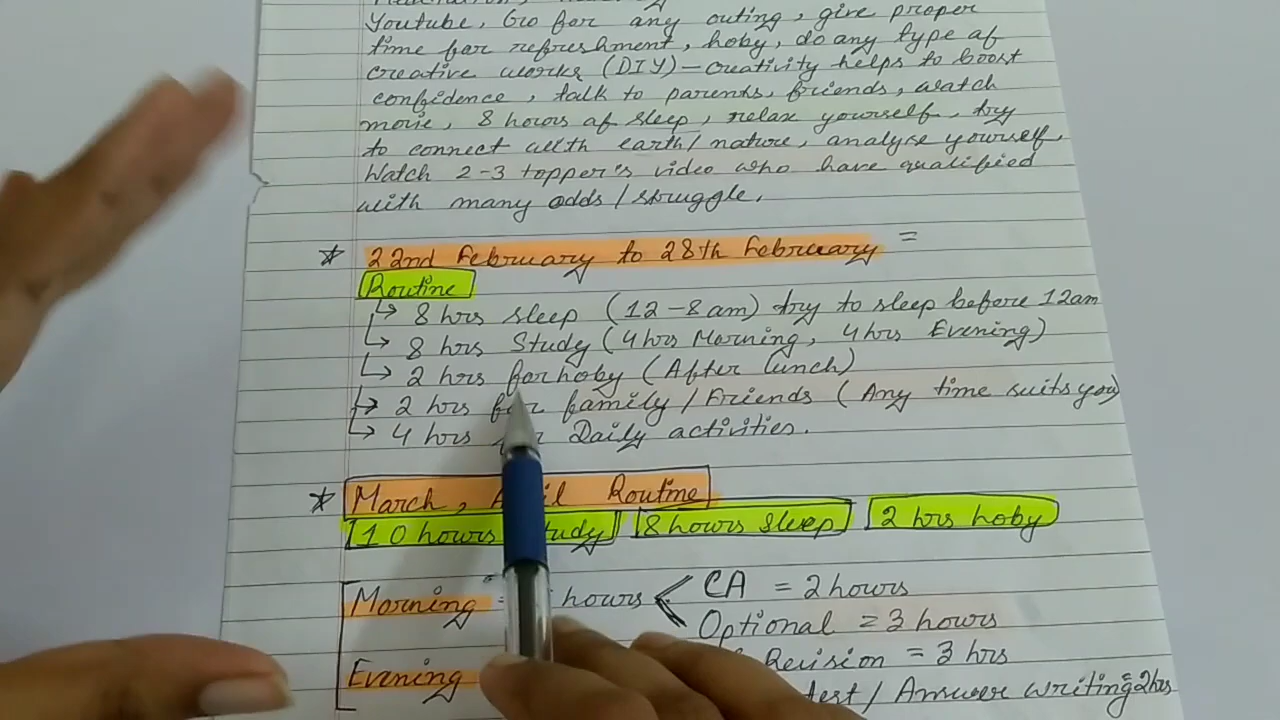 Youtube, Go for any outing, give proper
time for refreshment, hoby, do any type of
creative works (DIY) - creativity helps to boost
confidence, talk to parents, friends, watch
movie, 8 hours of sleep, relax yourself, try
to connect with earth/nature, analyse yourself,
Watch 2-3 topper's video who have qualified
with many odds/struggle.
* 22nd February to 28th February =
Routine
↳ 8 hrs sleep (12-8 am) try to sleep before 12am
↳ 8 hrs Study (4 hrs Morning, 4 hrs Evening)
↳ 2 hrs for hoby (After lunch)
↳ 2 hrs for family/Friends (Any time suits you)
↳ 4 hrs Daily activities.
* March, Routine
10 hours 8 hours sleep 2 hrs hoby
Morning = hours < CA = 2 hours
Optional = 3 hours
Evening Revision = 3 hrs
/ Answer writing = 2hrs